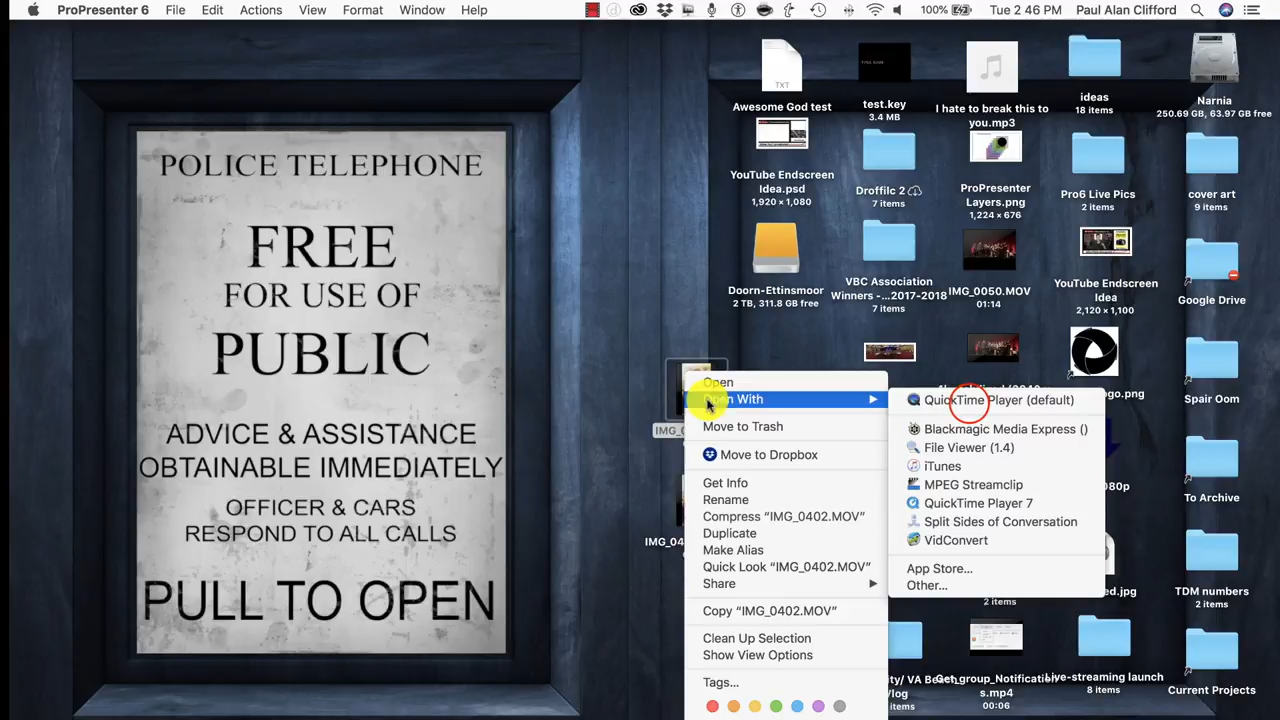 ProPresenter 6 File Edit Actions View Format Window Help 100% Tue 2:46 PM Paul Alan Clifford
POLICE TELEPHONE
FREE
FOR USE OF
PUBLIC
ADVICE & ASSISTANCE
OBTAINABLE IMMEDIATELY
OFFICER & CARS
RESPOND TO ALL CALLS
PULL TO OPEN
TXT
Awesome God test
test.key
3.4 MB
I hate to break this to
you.mp3
ideas
18 items
Narnia
250.69 GB, 63.97 GB free
YouTube Endscreen
Idea.psd
1,920 × 1,080
Droffilc 2
7 items
ProPresenter
Layers.png
1,224 × 676
Pro6 Live Pics
2 items
cover art
9 items
Doorn-Ettinsmoor
2 TB, 311.8 GB free
VBC Association
Winners -...2017-2018
7 items
IMG_0050.MOV
01:14
YouTube Endscreen
Idea
2,120 × 1,100
Google Drive
Spair Oom
To Archive
TDM numbers
2 items
Current Projects
2 items
Get_group_Notification
s.mp4
00:06
Live-streaming launch
8 items
Open
Open With
Move to Trash
Move to Dropbox
Get Info
Rename
Compress “IMG_0402.MOV”
Duplicate
Make Alias
Quick Look “IMG_0402.MOV”
Share
Copy “IMG_0402.MOV”
Clean Up Selection
Show View Options
Tags...
QuickTime Player (default)
Blackmagic Media Express ()
File Viewer (1.4)
iTunes
MPEG Streamclip
QuickTime Player 7
Split Sides of Conversation
VidConvert
App Store...
Other...